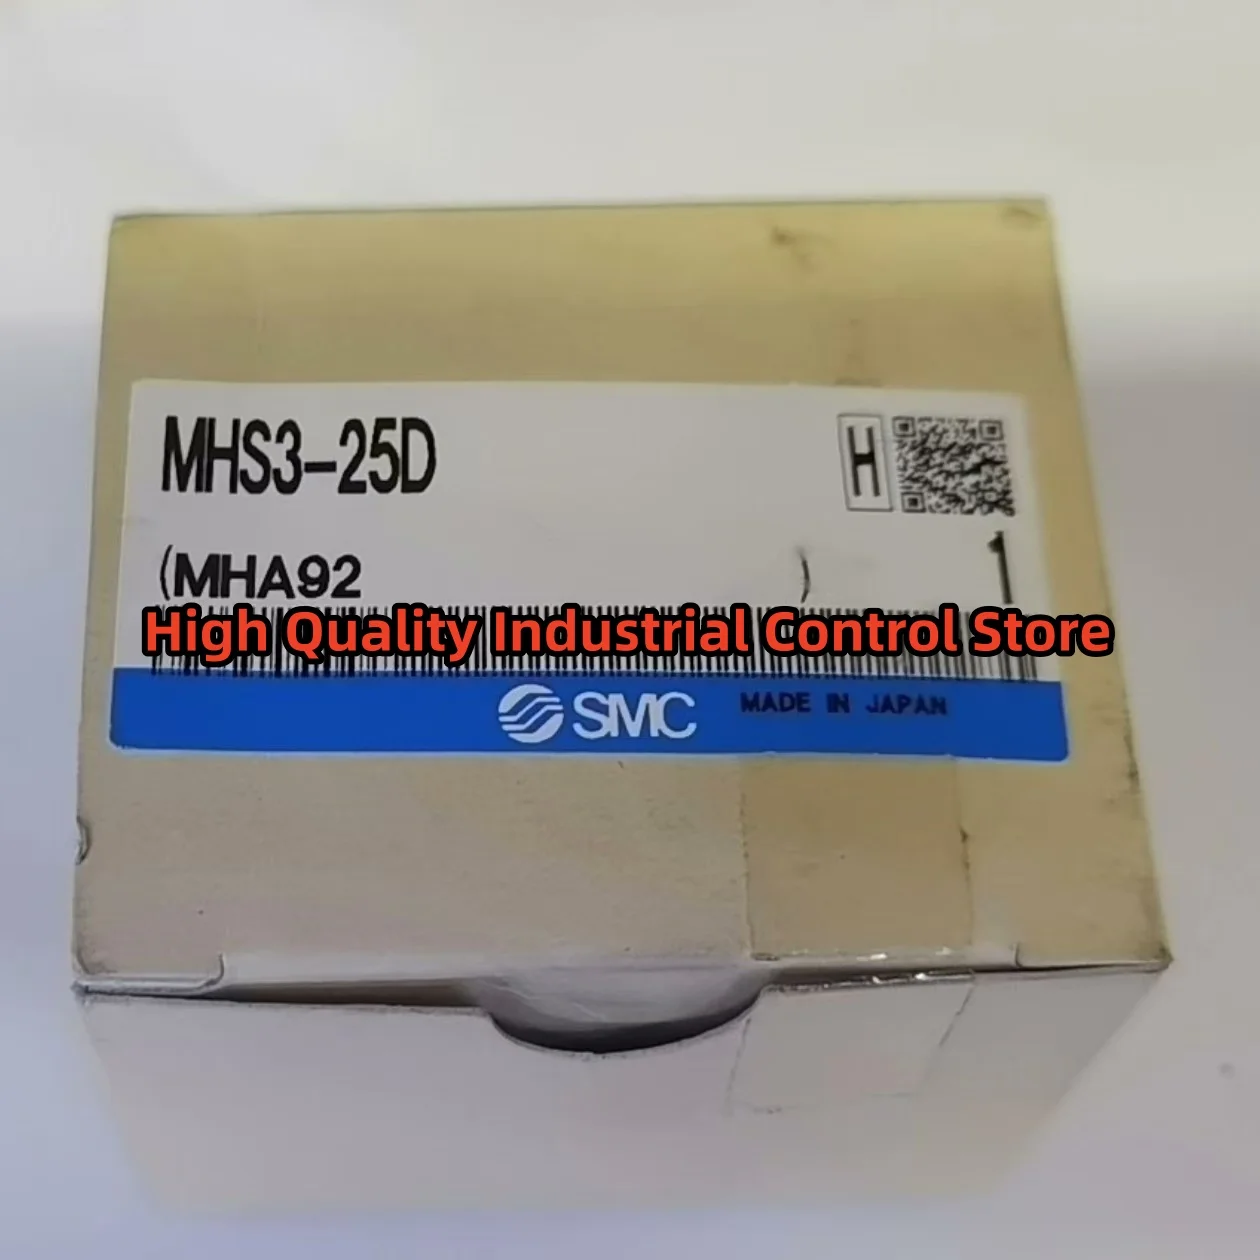 MHS3-25D
H
(MHA92 )
1
High Quality Industrial Control Store
SMC MADE IN JAPAN